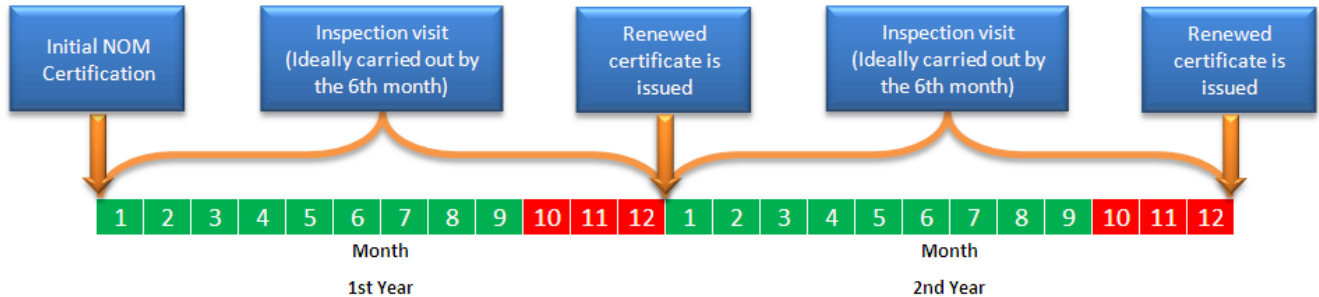 Initial NOM
Certification
Inspection visit
(Ideally carried out by
the 6th month)
Renewed
certificate is
issued
Inspection visit
(Ideally carried out by
the 6th month)
Renewed
certificate is
issued
1 2 3 4 5 6 7 8 9 10 11 12 1 2 3 4 5 6 7 8 9 10 11 12
Month Month
1st Year 2nd Year